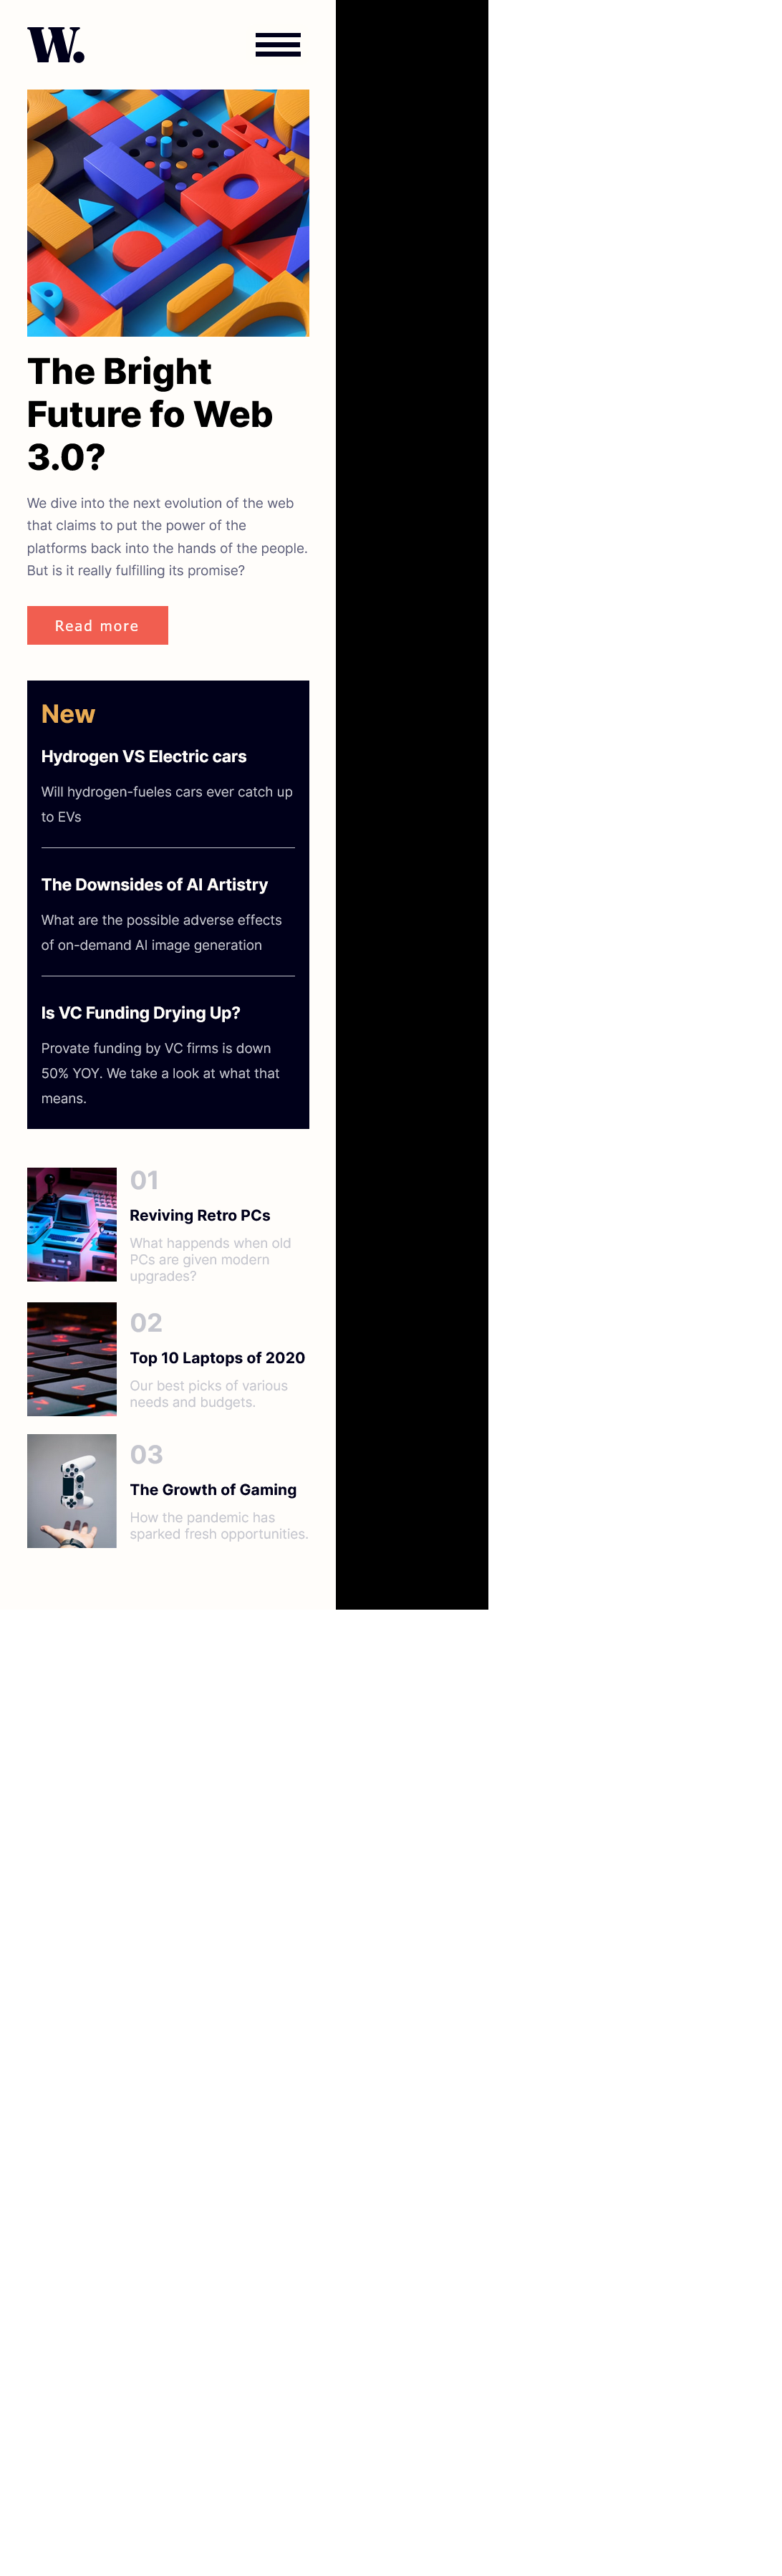 W.
The Bright
Future fo Web
3.0?
We dive into the next evolution of the web
that claims to put the power of the
platforms back into the hands of the people.
But is it really fulfilling its promise?
Read more
New
Hydrogen VS Electric cars
Will hydrogen-fueles cars ever catch up
to EVs
The Downsides of AI Artistry
What are the possible adverse effects
of on-demand AI image generation
Is VC Funding Drying Up?
Provate funding by VC firms is down
50% YOY. We take a look at what that
means.
01
Reviving Retro PCs
What happends when old
PCs are given modern
upgrades?
02
Top 10 Laptops of 2020
Our best picks of various
needs and budgets.
03
The Growth of Gaming
How the pandemic has
sparked fresh opportunities.